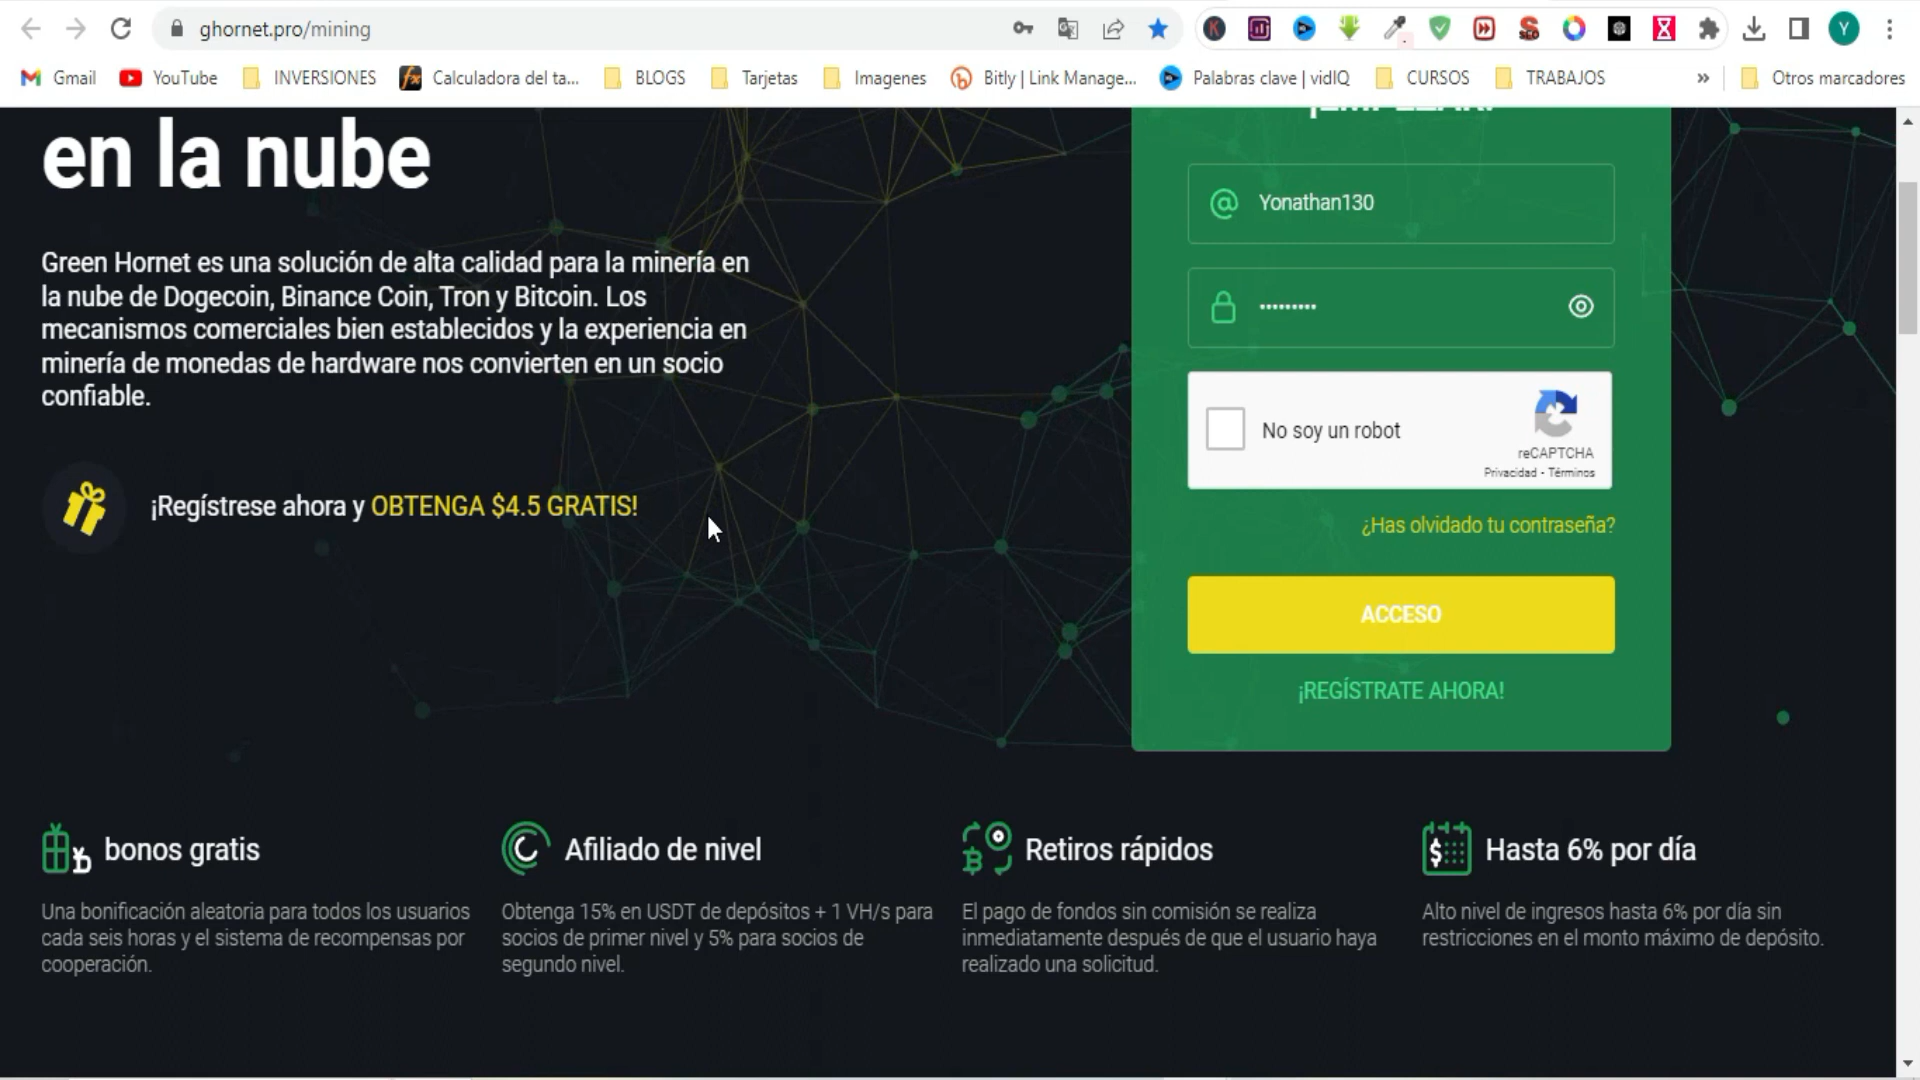 ghornet.pro/mining
Gmail
YouTube
INVERSIONES
Calculadora del ta...
BLOGS
Tarjetas
Imagenes
Bitly | Link Manage...
Palabras clave | vidIQ
CURSOS
TRABAJOS
»
Otros marcadores
en la nube
Green Hornet es una solución de alta calidad para la minería en
la nube de Dogecoin, Binance Coin, Tron y Bitcoin. Los
mecanismos comerciales bien establecidos y la experiencia en
minería de monedas de hardware nos convierten en un socio
confiable.
¡Regístrese ahora y OBTENGA $4.5 GRATIS!
Yonathan130
•••••••••
No soy un robot
reCAPTCHA
Privacidad - Términos
¿Has olvidado tu contraseña?
ACCESO
¡REGÍSTRATE AHORA!
bonos gratis
Una bonificación aleatoria para todos los usuarios
cada seis horas y el sistema de recompensas por
cooperación.
Afiliado de nivel
Obtenga 15% en USDT de depósitos + 1 VH/s para
socios de primer nivel y 5% para socios de
segundo nivel.
Retiros rápidos
El pago de fondos sin comisión se realiza
inmediatamente después de que el usuario haya
realizado una solicitud.
Hasta 6% por día
Alto nivel de ingresos hasta 6% por día sin
restricciones en el monto máximo de depósito.